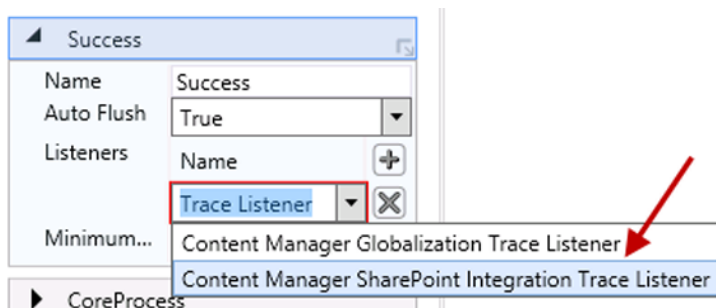 Success
Name Success
Auto Flush True
Listeners Name
Trace Listener
Minimum...
Content Manager Globalization Trace Listener
Content Manager SharePoint Integration Trace Listener
CoreProcess